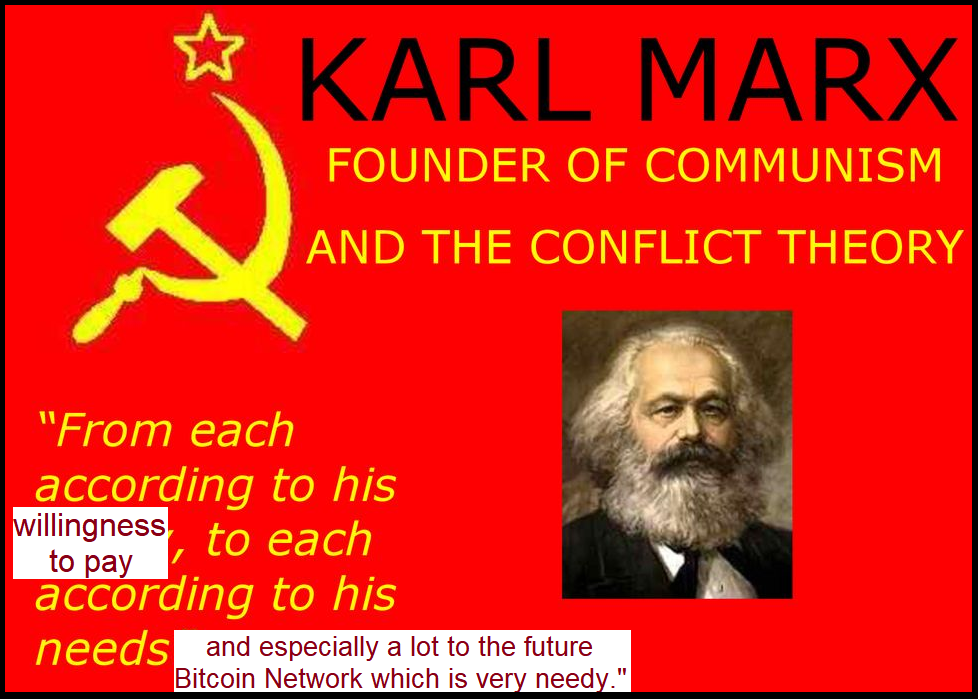 KARL MARX
FOUNDER OF COMMUNISM
AND THE CONFLICT THEORY
“From each
according to his
willingness
to pay
, to each
according to his
needs
and especially a lot to the future
Bitcoin Network which is very needy."